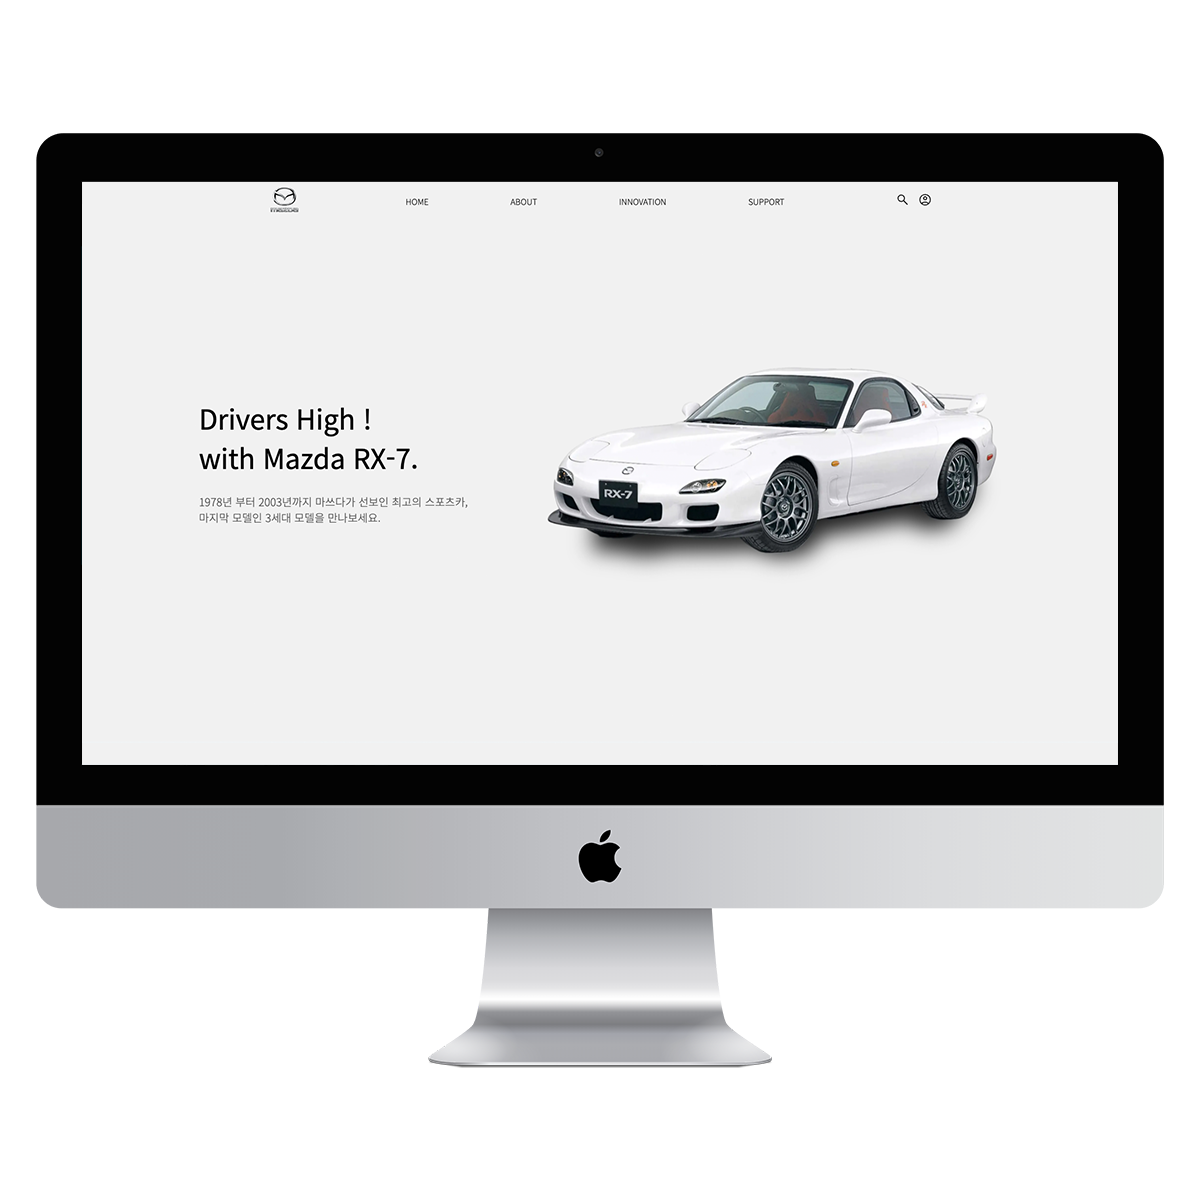 mazda
HOME
ABOUT
INNOVATION
SUPPORT
Drivers High !
with Mazda RX-7.
1978년 부터 2003년까지 마쓰다가 선보인 최고의 스포츠카,
마지막 모델인 3세대 모델을 만나보세요.
RX-7